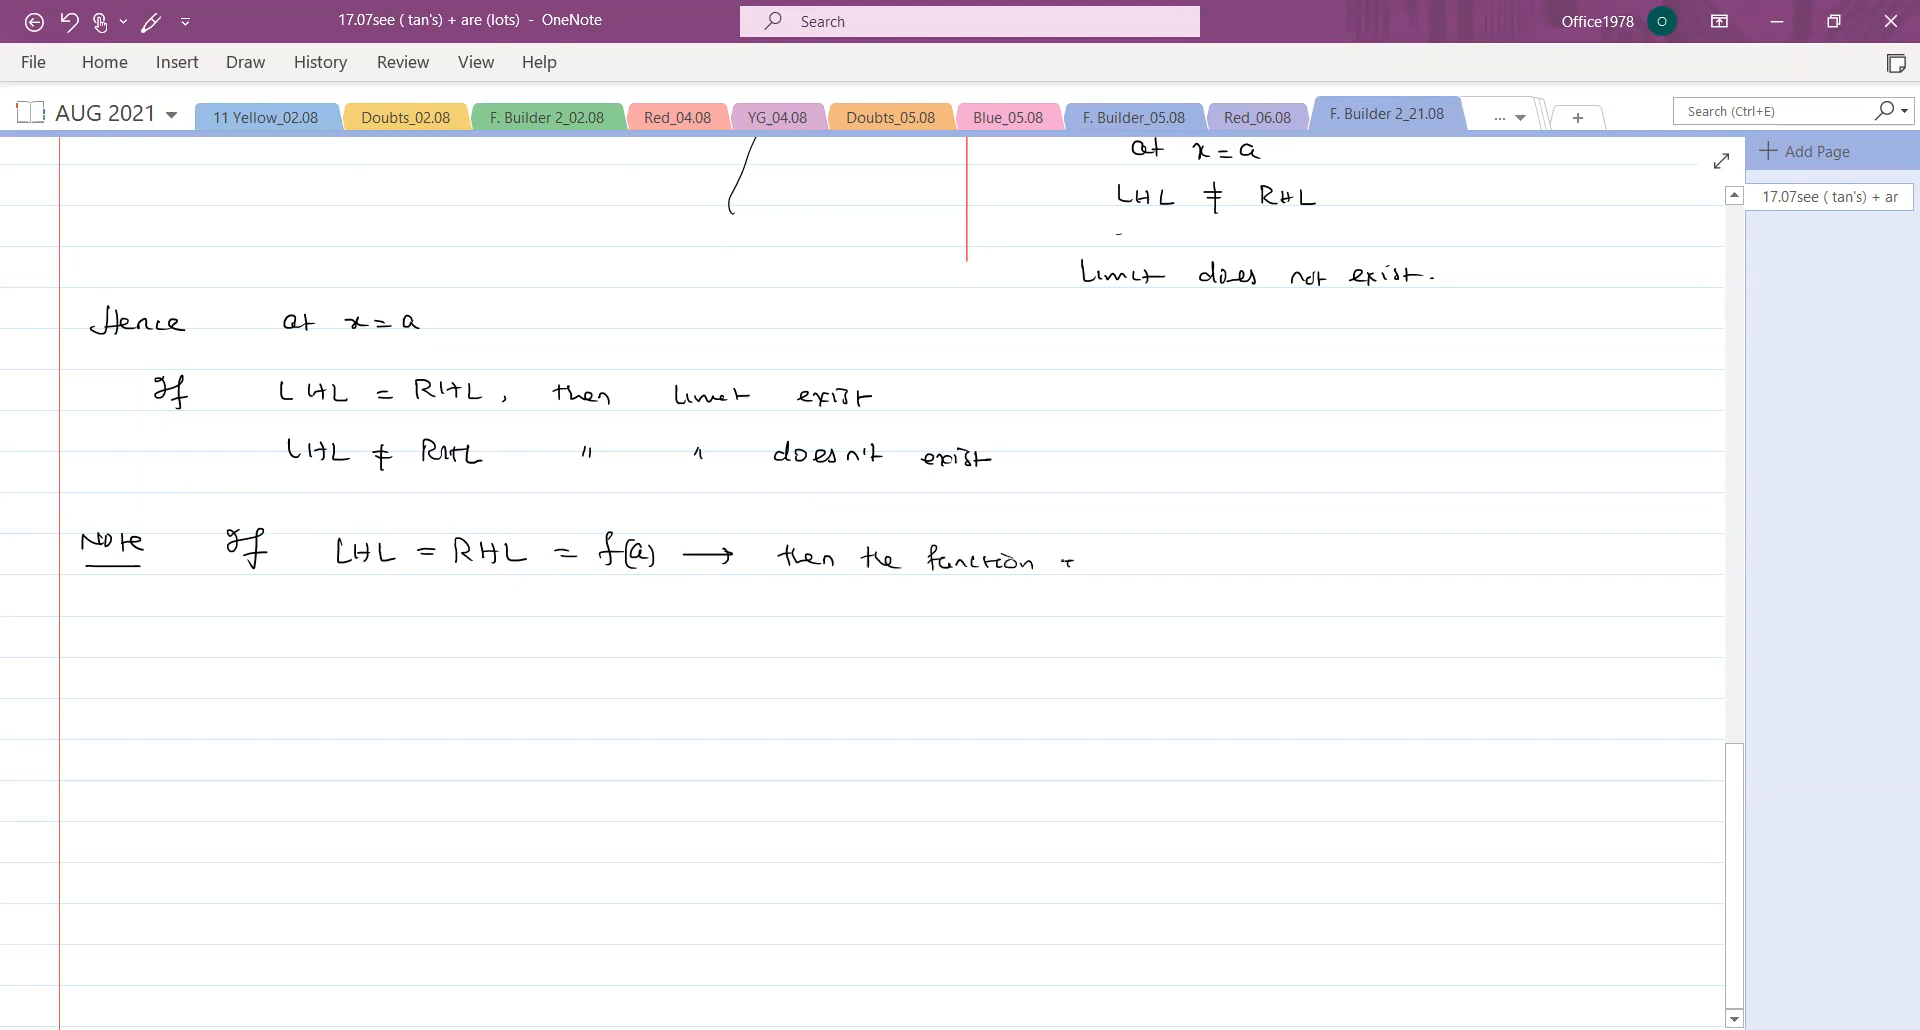 17.07see ( tan's) + are (lots) - OneNote
Search
Office1978
O
File Home Insert Draw History Review View Help
AUG 2021
11 Yellow_02.08 Doubts_02.08 F. Builder 2_02.08 Red_04.08 YG_04.08 Doubts_05.08 Blue_05.08 F. Builder_05.08 Red_06.08 F. Builder 2_21.08 ... +
Search (Ctrl+E)
+ Add Page
17.07see ( tan's) + ar
at x = a
LHL ≠ RHL
Limit does not exist.
Hence at x = a
If LHL = RHL, then limit exist
LHL ≠ RHL " " doesn't exist
Note If LHL = RHL = f(a) → then the function